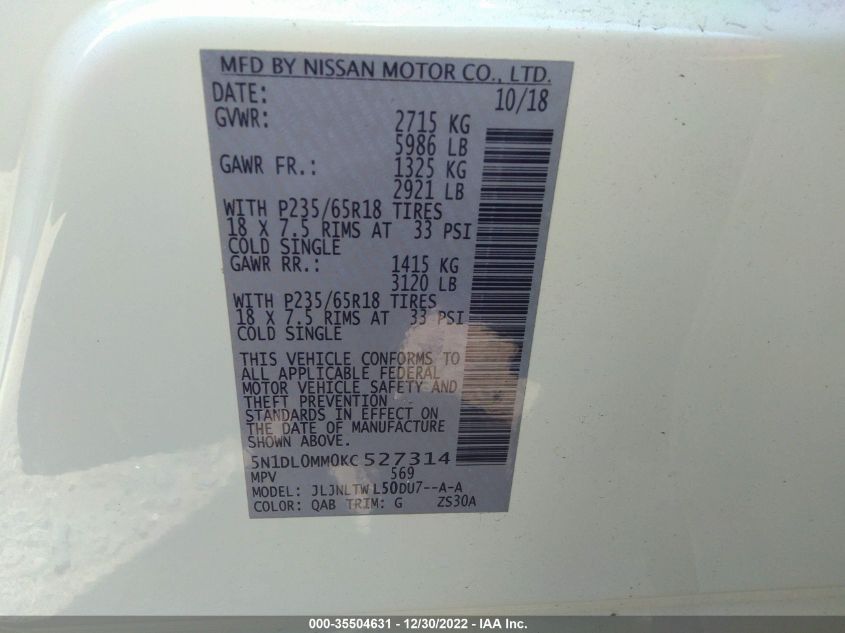 MFD BY NISSAN MOTOR CO., LTD.
DATE: 10/18
GVWR: 2715 KG
5986 LB
GAWR FR.: 1325 KG
2921 LB
WITH P235/65R18 TIRES
18 X 7.5 RIMS AT 33 PSI
COLD SINGLE
GAWR RR.: 1415 KG
3120 LB
WITH P235/65R18 TIRES
18 X 7.5 RIMS AT 33 PSI
COLD SINGLE
THIS VEHICLE CONFORMS TO
ALL APPLICABLE FEDERAL
MOTOR VEHICLE SAFETY AND
THEFT PREVENTION
STANDARDS IN EFFECT ON
THE DATE OF MANUFACTURE
SHOWN ABOVE.
5N1DL0MM0KC527314
MPV 569
MODEL: JLJNLTWL50DU7--A-A
COLOR: QAB TRIM: G ZS30A
000-35504631 - 12/30/2022 - IAA Inc.